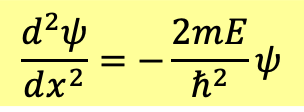 d²ψ/dx² = −2mE/ħ² ψ